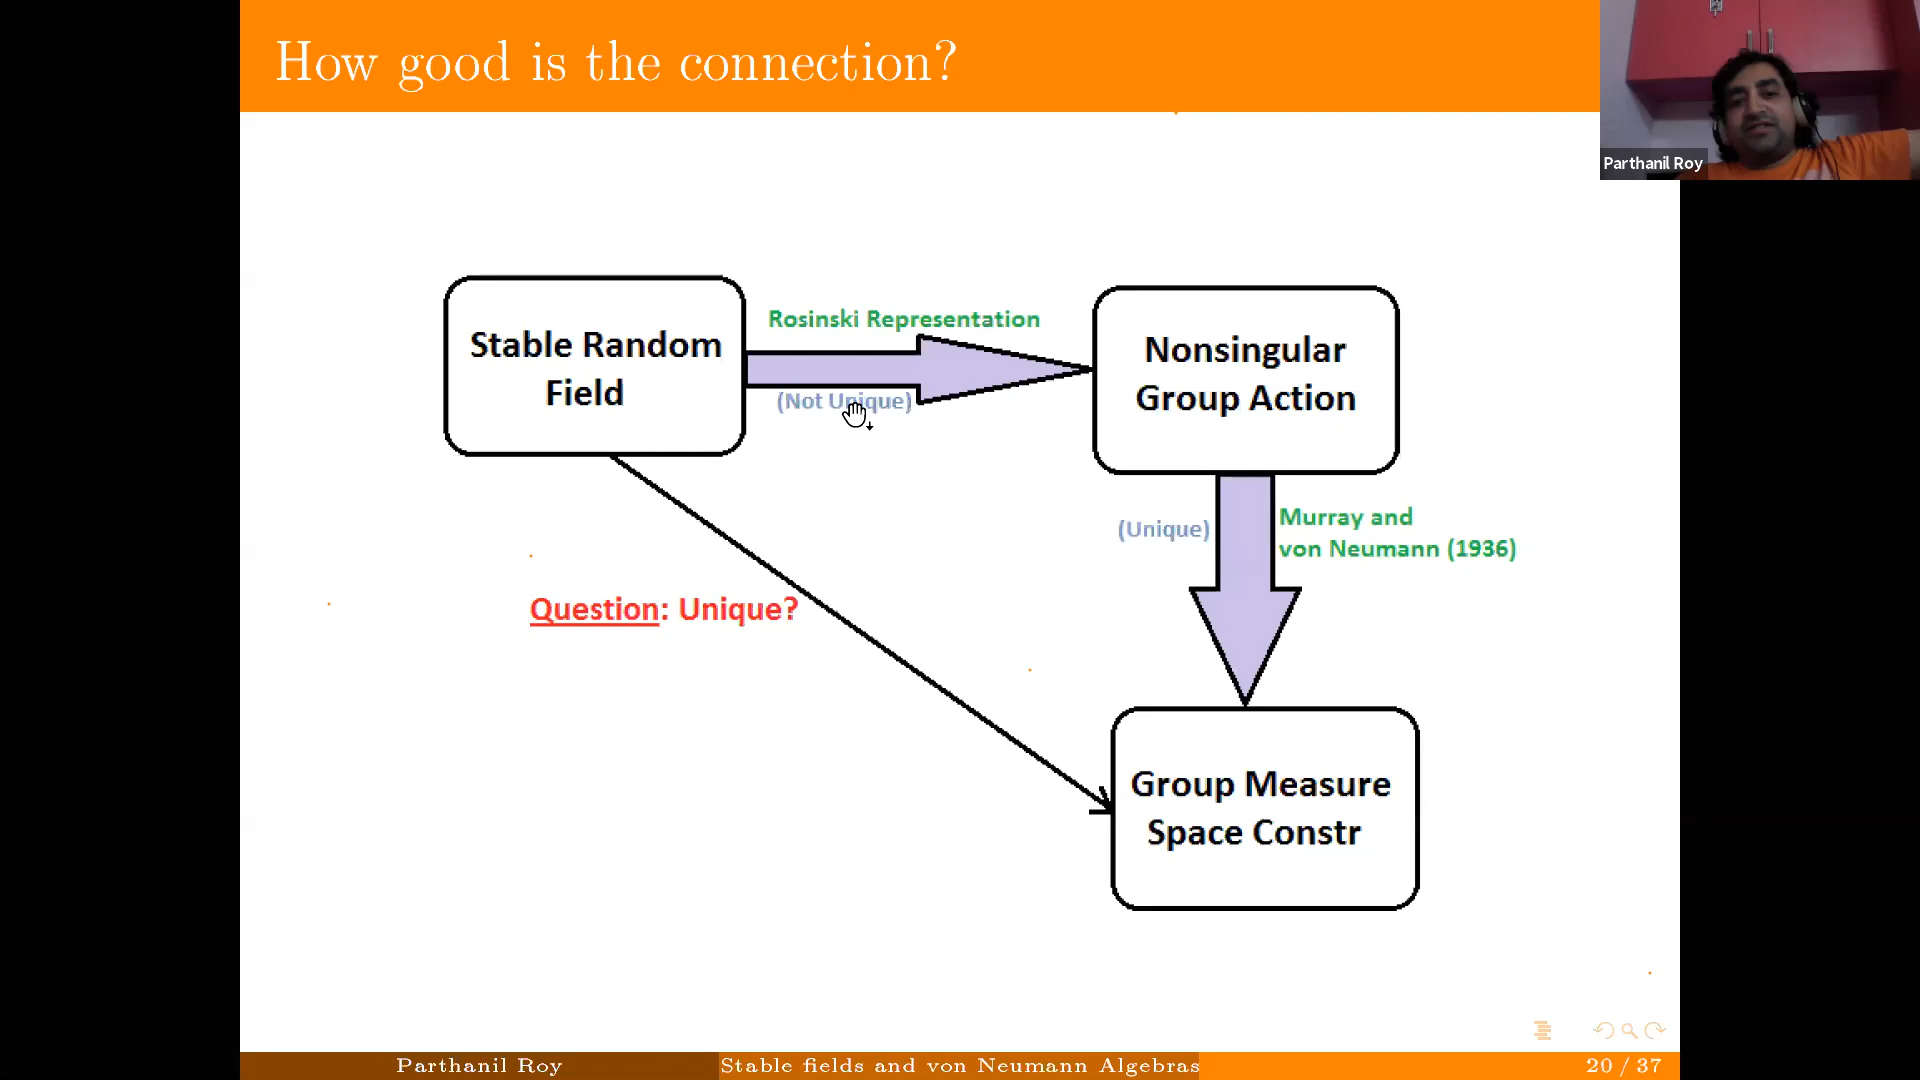 How good is the connection?
Parthanil Roy
Stable Random
Field
Rosinski Representation
(Not Unique)
Nonsingular
Group Action
(Unique)
Murray and
von Neumann (1936)
Question: Unique?
Group Measure
Space Constr
Parthanil Roy
Stable fields and von Neumann Algebras
20 / 37